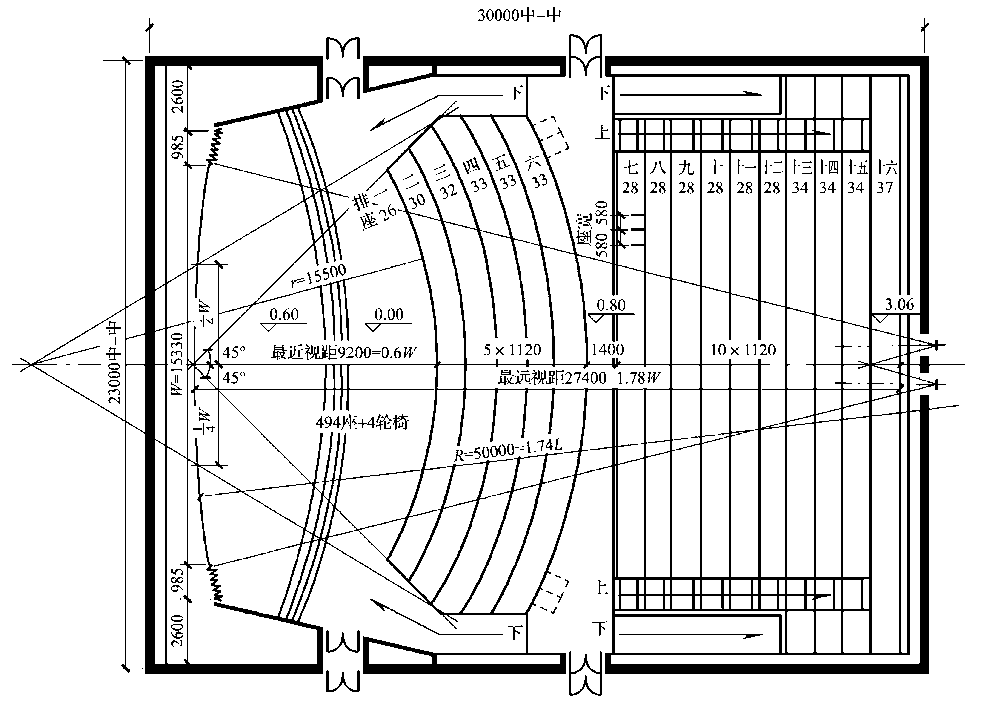 30000中-中
2600
985
下
下
上
排 一 二 三 四 五 六
座 26 30 32 33 33 33
七 八 九 十 十一 十二 十三 十四 十五 十六
28 28 28 28 28 28 34 34 34 37
座宽
580 580
r=15500
W
0.60
0.00
0.80
3.06
23000中-中
W=15330
45°
最近视距9200=0.6W
5×1120
1400
10×1120
45°
最远视距27400 1.78W
1/4 W
494座+4轮椅
R=50000=1.74L
985
2600
上
下
下